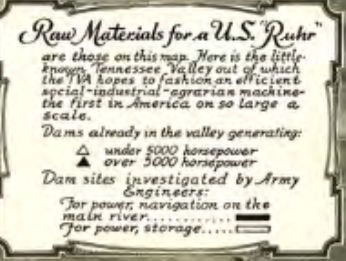 Raw Materials for a U.S. "Ruhr"
are those on this map. Here is the little-
known Tennessee Valley out of which
the TVA hopes to fashion an efficient
social-industrial-agrarian machine-
the first in America on so large a
scale.
Dams already in the valley generating:
△ under 5000 horsepower
▲ over 5000 horsepower
Dam sites investigated by Army
Engineers:
For power, navigation on the
main river............
For power, storage.....